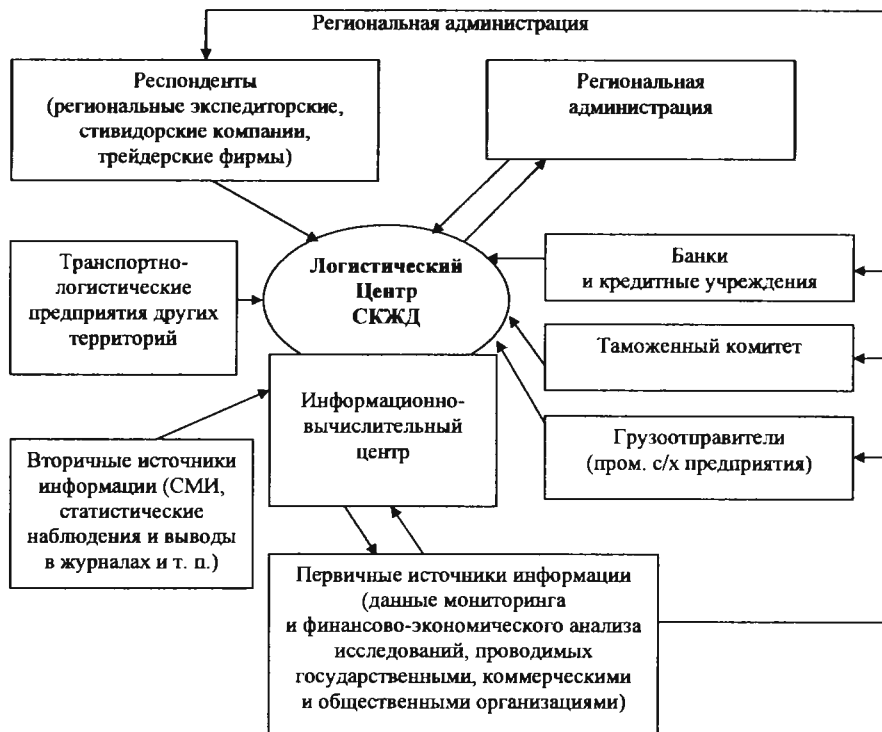 Региональная администрация
Респонденты
(региональные экспедиторские,
стивидорские компании,
трейдерские фирмы)
Региональная
администрация
Транспортно-
логистические
предприятия других
территорий
Логистический
Центр
СКЖД
Банки
и кредитные учреждения
Таможенный комитет
Информационно-
вычислительный
центр
Грузоотправители
(пром. с/х предприятия)
Вторичные источники
информации (СМИ,
статистические
наблюдения и выводы
в журналах и т. п.)
Первичные источники информации
(данные мониторинга
и финансово-экономического анализа
исследований, проводимых
государственными, коммерческими
и общественными организациями)